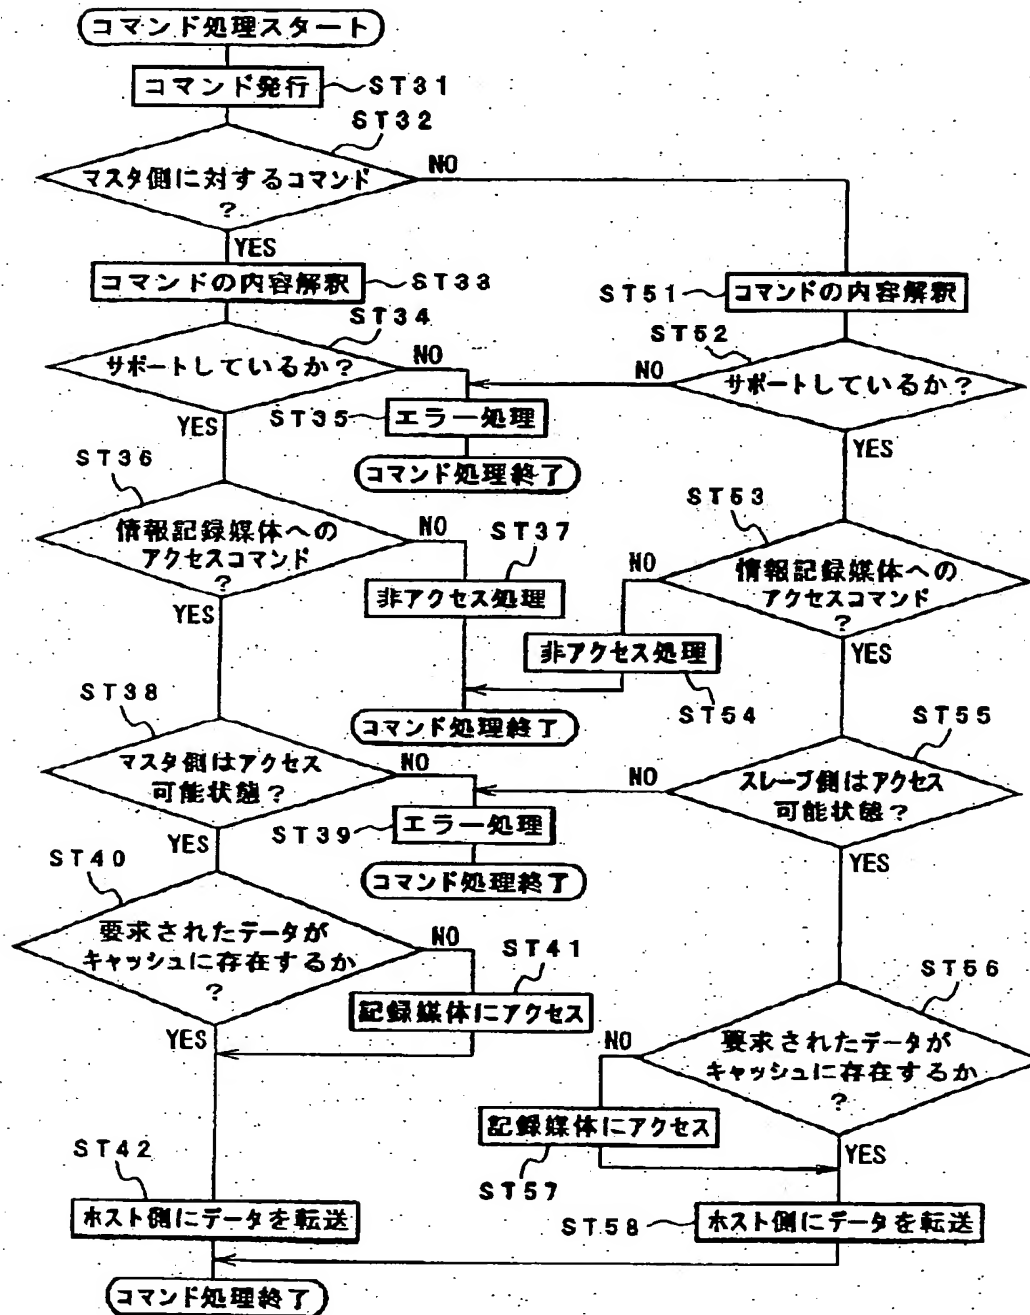 コマンド処理スタート
コマンド発行
ST31
ST32
マスタ側に対するコマンド
?
NO
YES
コマンドの内容解釈
ST33
ST51
コマンドの内容解釈
ST34
ST52
サポートしているか?
NO
NO
サポートしているか?
YES
ST35
エラー処理
YES
コマンド処理終了
ST36
ST53
情報記録媒体への
アクセスコマンド
?
NO
ST37
YES
非アクセス処理
NO
情報記録媒体への
アクセスコマンド
?
YES
非アクセス処理
ST54
コマンド処理終了
ST38
ST55
マスタ側はアクセス
可能状態?
NO
NO
スレーブ側はアクセス
可能状態?
YES
ST39
エラー処理
YES
コマンド処理終了
ST40
要求されたデータが
キャッシュに存在するか
?
NO
ST41
YES
記録媒体にアクセス
ST56
NO
要求されたデータが
キャッシュに存在するか
?
記録媒体にアクセス
ST57
YES
ST42
ホスト側にデータを転送
ST58
ホスト側にデータを転送
コマンド処理終了